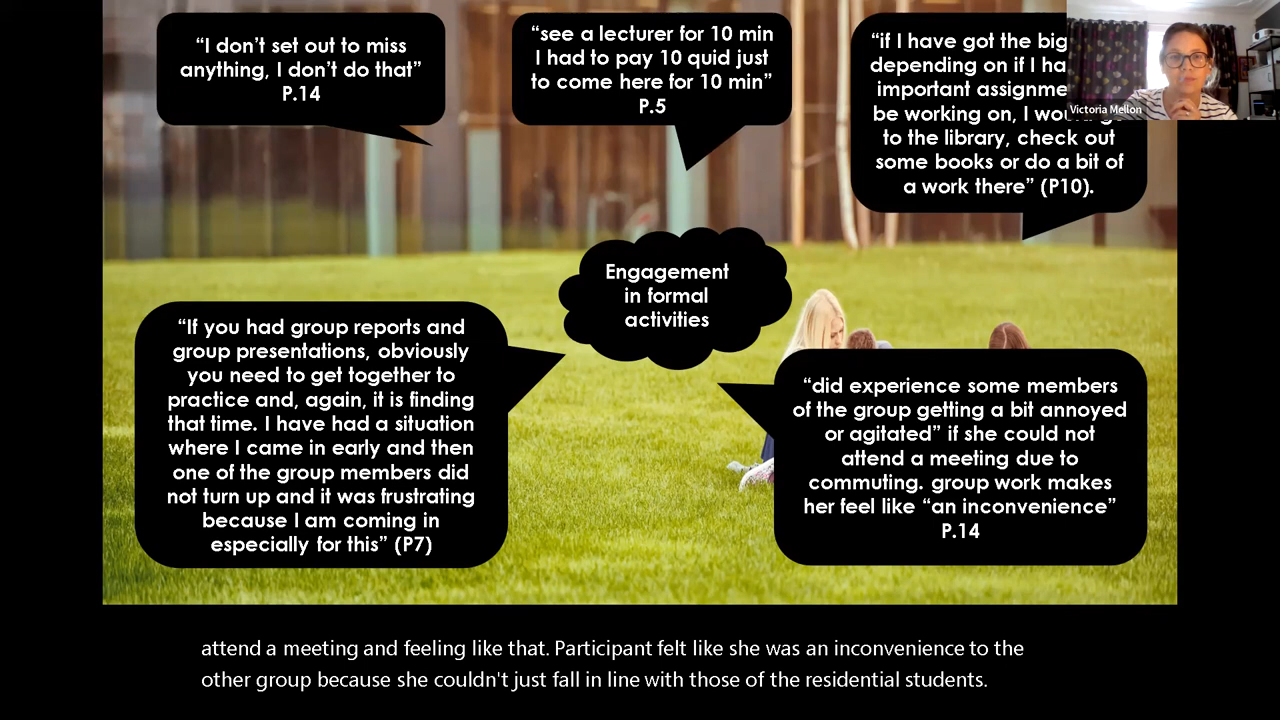 “I don’t set out to miss
anything, I don’t do that”
P.14
“see a lecturer for 10 min
I had to pay 10 quid just
to come here for 10 min”
P.5
“if I have got the big
depending on if I ha
important assignme
be working on, I wou
to the library, check out
some books or do a bit of
a work there” (P10).
Victoria Mellon
Engagement
in formal
activities
“If you had group reports and
group presentations, obviously
you need to get together to
practice and, again, it is finding
that time. I have had a situation
where I came in early and then
one of the group members did
not turn up and it was frustrating
because I am coming in
especially for this” (P7)
“did experience some members
of the group getting a bit annoyed
or agitated” if she could not
attend a meeting due to
commuting. group work makes
her feel like “an inconvenience”
P.14
attend a meeting and feeling like that. Participant felt like she was an inconvenience to the
other group because she couldn't just fall in line with those of the residential students.